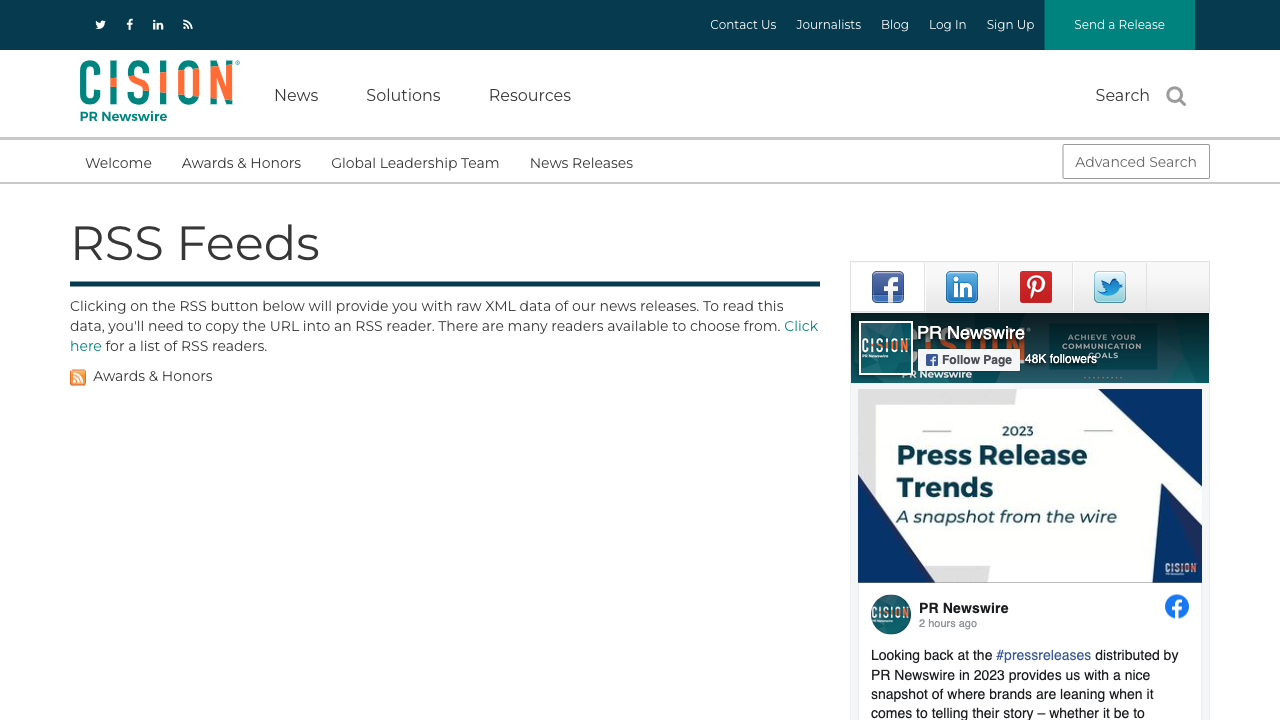 Contact Us
Journalists
Blog
Log In
Sign Up
Send a Release
CISION
PR Newswire
News
Solutions
Resources
Search
Welcome
Awards & Honors
Global Leadership Team
News Releases
Advanced Search
RSS Feeds
Clicking on the RSS button below will provide you with raw XML data of our news releases. To read this
data, you'll need to copy the URL into an RSS reader. There are many readers available to choose from. Click
here for a list of RSS readers.
Awards & Honors
CISION
PR Newswire
PR Newswire
Follow Page
48K followers
ACHIEVE YOUR
COMMUNICATION
GOALS
PR Newswire
2023
Press Release
Trends
A snapshot from the wire
CISION
PR Newswire
CISION
PR Newswire
2 hours ago
Looking back at the #pressreleases distributed by
PR Newswire in 2023 provides us with a nice
snapshot of where brands are leaning when it
comes to telling their story – whether it be to